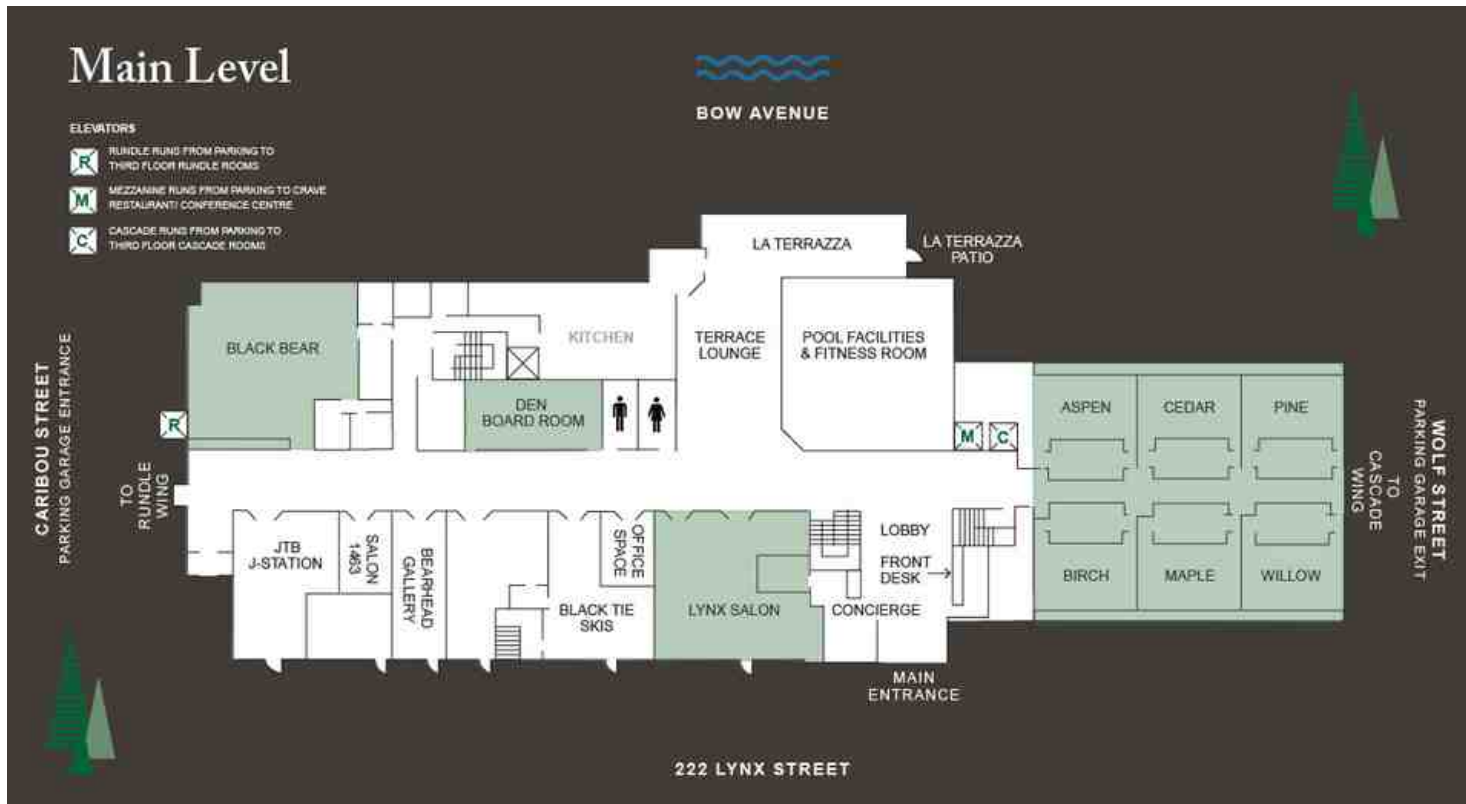 Main Level
BOW AVENUE
ELEVATORS
R
RUNDLE RUNS FROM PARKING TO
THIRD FLOOR RUNDLE ROOMS
M
MEZZANINE RUNS FROM PARKING TO CRAVE
RESTAURANT/ CONFERENCE CENTRE
C
CASCADE RUNS FROM PARKING TO
THIRD FLOOR CASCADE ROOMS
LA TERRAZZA
LA TERRAZZA
PATIO
BLACK BEAR
KITCHEN
TERRACE
LOUNGE
POOL FACILITIES
& FITNESS ROOM
DEN
BOARD ROOM
R
M
C
ASPEN
CEDAR
PINE
CARIBOU STREET
PARKING GARAGE ENTRANCE
TO
RUNDLE
WING
WOLF STREET
PARKING GARAGE EXIT
TO
CASCADE
WING
JTB
J-STATION
SALON
1463
BEARHEAD
GALLERY
OFFICE
SPACE
BLACK TIE
SKIS
LYNX SALON
LOBBY
FRONT
DESK
CONCIERGE
BIRCH
MAPLE
WILLOW
MAIN
ENTRANCE
222 LYNX STREET